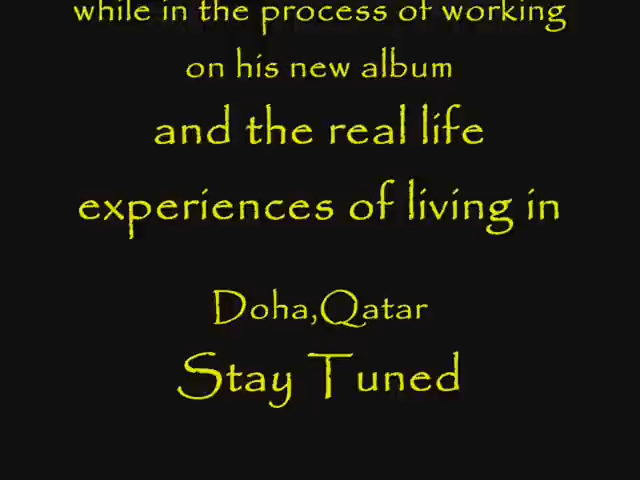 while in the process of working
on his new album
and the real life
experiences of living in
Doha,Qatar
Stay Tuned